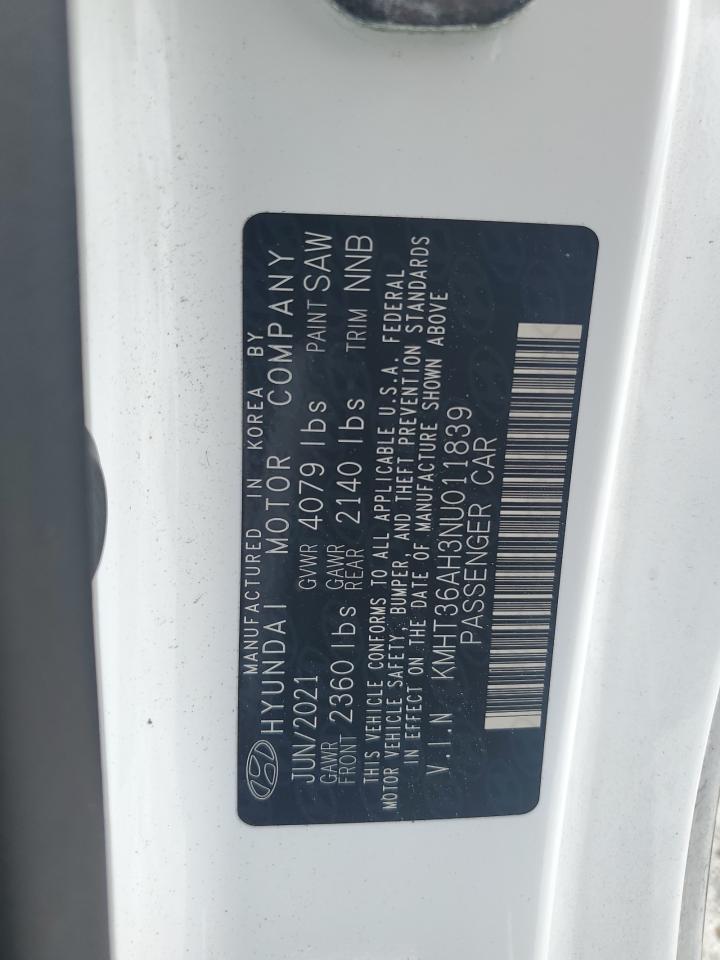 MANUFACTURED IN KOREA BY
HYUNDAI MOTOR COMPANY
JUN/2021 GVWR 4079 lbs PAINT SAW
GAWR FRONT 2360 lbs GAWR REAR 2140 lbs TRIM NNB
THIS VEHICLE CONFORMS TO ALL APPLICABLE U.S.A. FEDERAL
MOTOR VEHICLE SAFETY, BUMPER, AND THEFT PREVENTION STANDARDS
IN EFFECT ON THE DATE OF MANUFACTURE SHOWN ABOVE
V.I.N KMHT36AH3NU011839
PASSENGER CAR